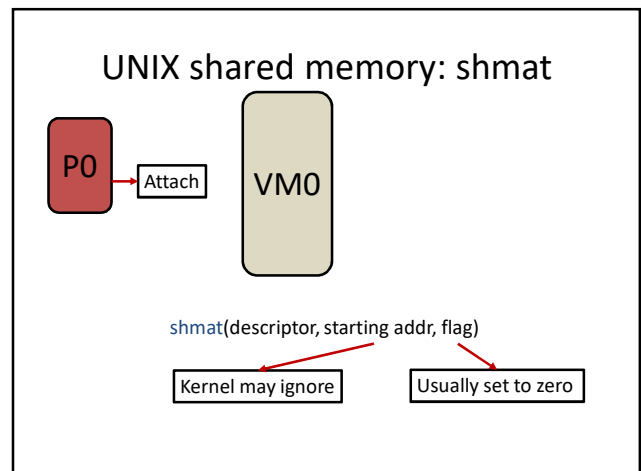 UNIX shared memory: shmat
P0
Attach
VM0
shmat(descriptor, starting addr, flag)
Kernel may ignore
Usually set to zero